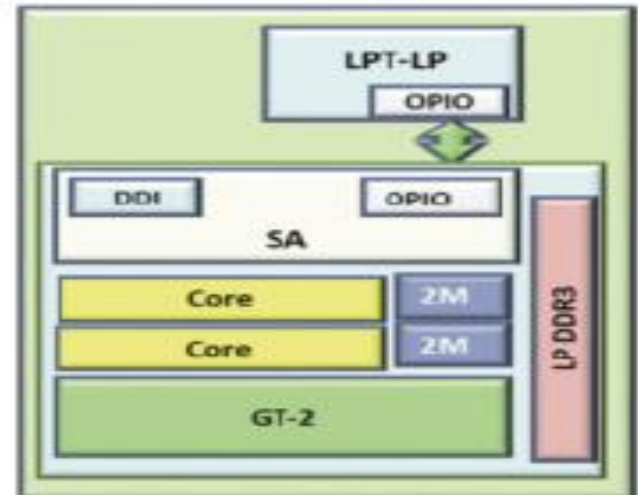 LPT-LP
OPIO
DDI
OPIO
SA
Core
2M
Core
2M
GT-2
LP DDR3